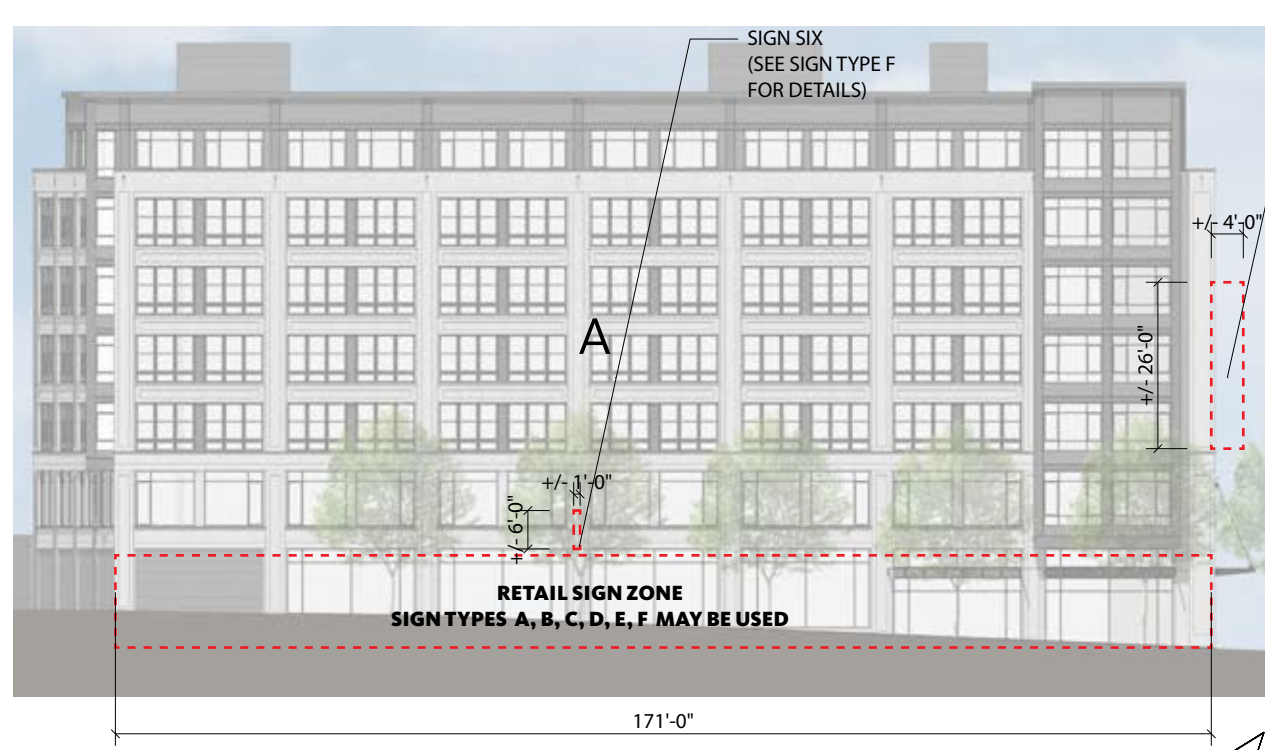 SIGN SIX
(SEE SIGN TYPE F
FOR DETAILS)
+/- 4'-0"
+/- 26'-0"
A
+/- 1'-0"
+/- 6'-0"
RETAIL SIGN ZONE
SIGN TYPES A, B, C, D, E, F MAY BE USED
171'-0"